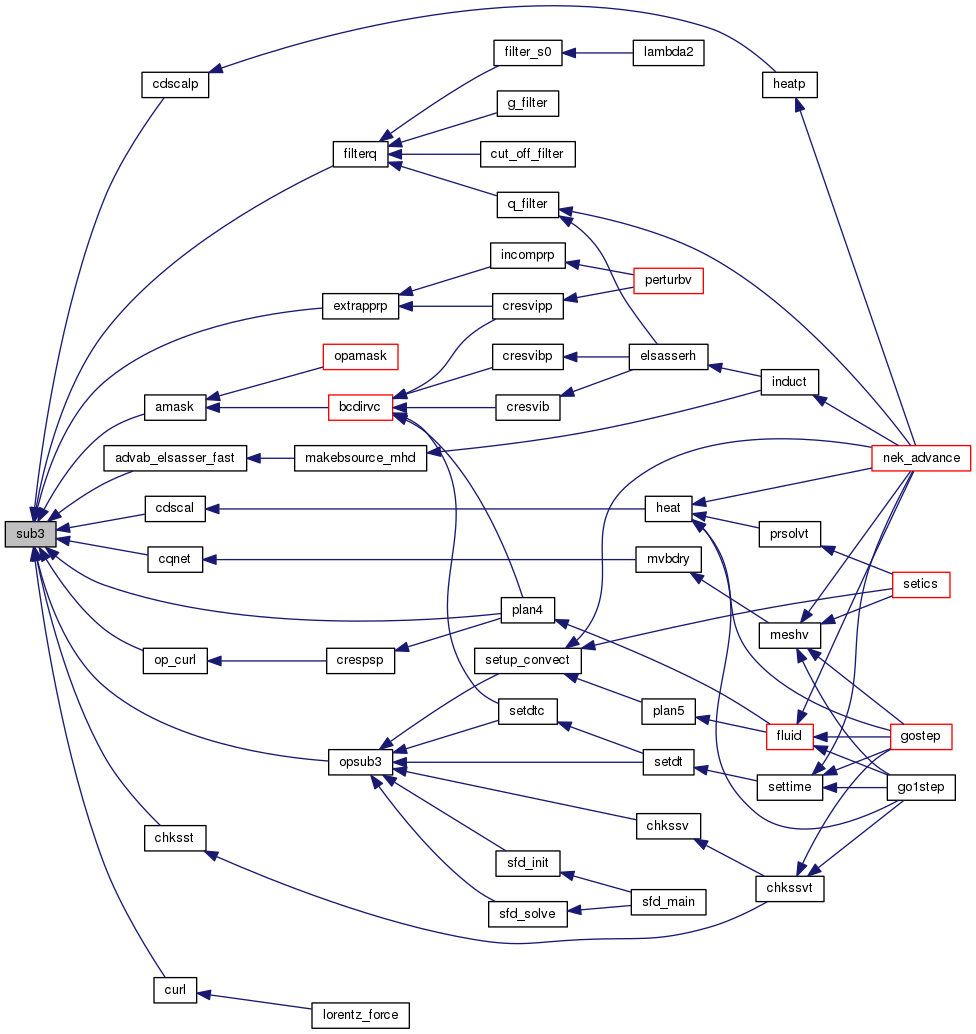 filter_s0
lambda2
cdscalp
heatp
g_filter
filterq
cut_off_filter
q_filter
incomprp
perturbv
extrapprp
cresvipp
opamask
cresvibp
elsasserh
induct
amask
bcdirvc
cresvib
advab_elsasser_fast
makebsource_mhd
nek_advance
cdscal
heat
sub3
prsolvt
cqnet
mvbdry
setics
plan4
meshv
op_curl
crespsp
setup_convect
setdtc
plan5
fluid
gostep
opsub3
setdt
settime
go1step
chksst
chkssv
sfd_init
chkssvt
sfd_solve
sfd_main
curl
lorentz_force